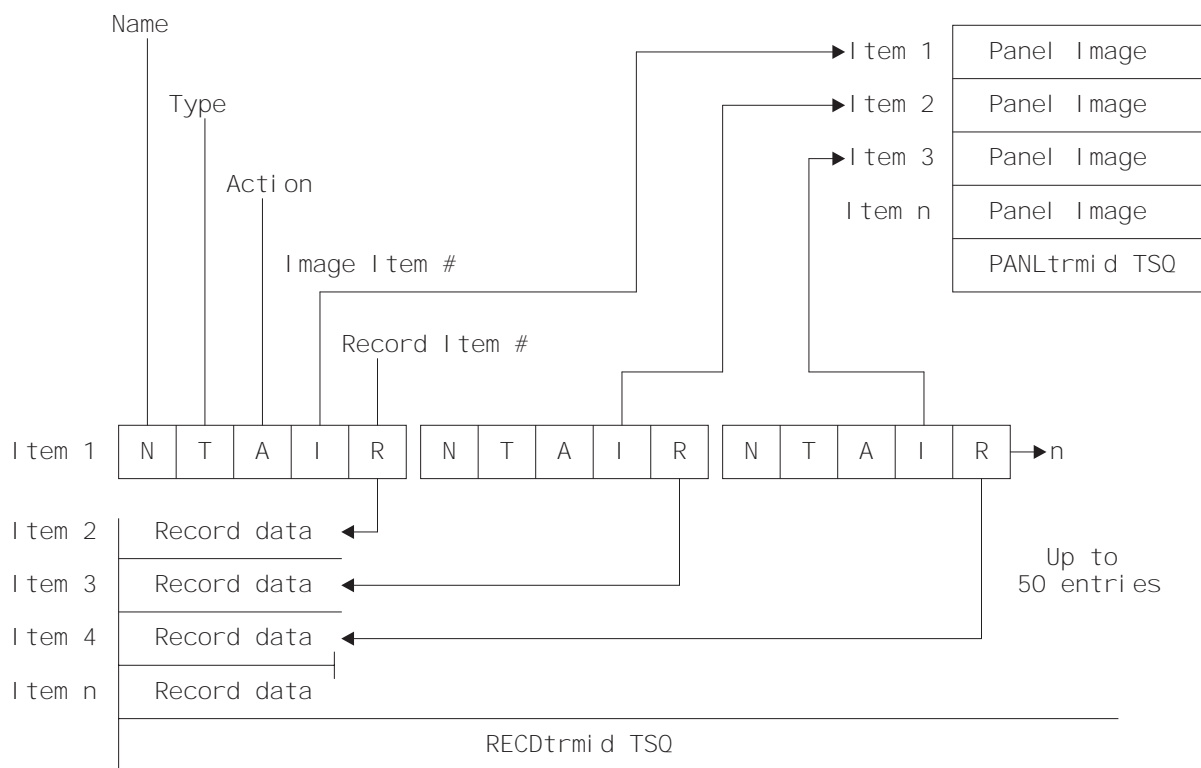 Name
Item 1 Panel Image
Type
Item 2 Panel Image
Item 3 Panel Image
Action
Item n Panel Image
Image Item # PANLtrmid TSQ
Record Item #
Item 1 N T A I R N T A I R N T A I R n
Item 2 Record data
Up to
Item 3 Record data 50 entries
Item 4 Record data
Item n Record data
RECDtrmid TSQ